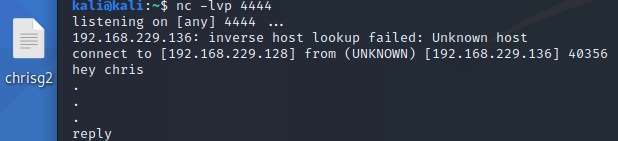 kali@kali:~$ nc -lvp 4444
listening on [any] 4444 ...
192.168.229.136: inverse host lookup failed: Unknown host
connect to [192.168.229.128] from (UNKNOWN) [192.168.229.136] 40356
hey chris
.
.
.
reply
chrisg2